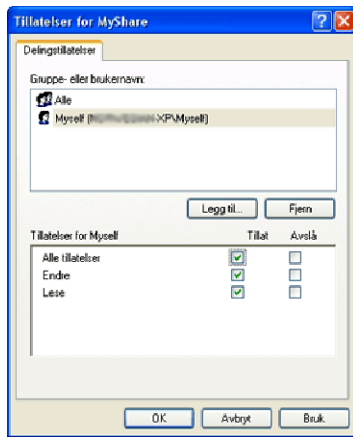 Tillatelser for MyShare
Delingstillatelser
Gruppe- eller brukernavn:
Alle
Myself ( -XP\Myself)
Legg til... Fjern
Tillatelser for Myself Tillat Avslå
Alle tillatelser
Endre
Lese
OK Avbryt Bruk